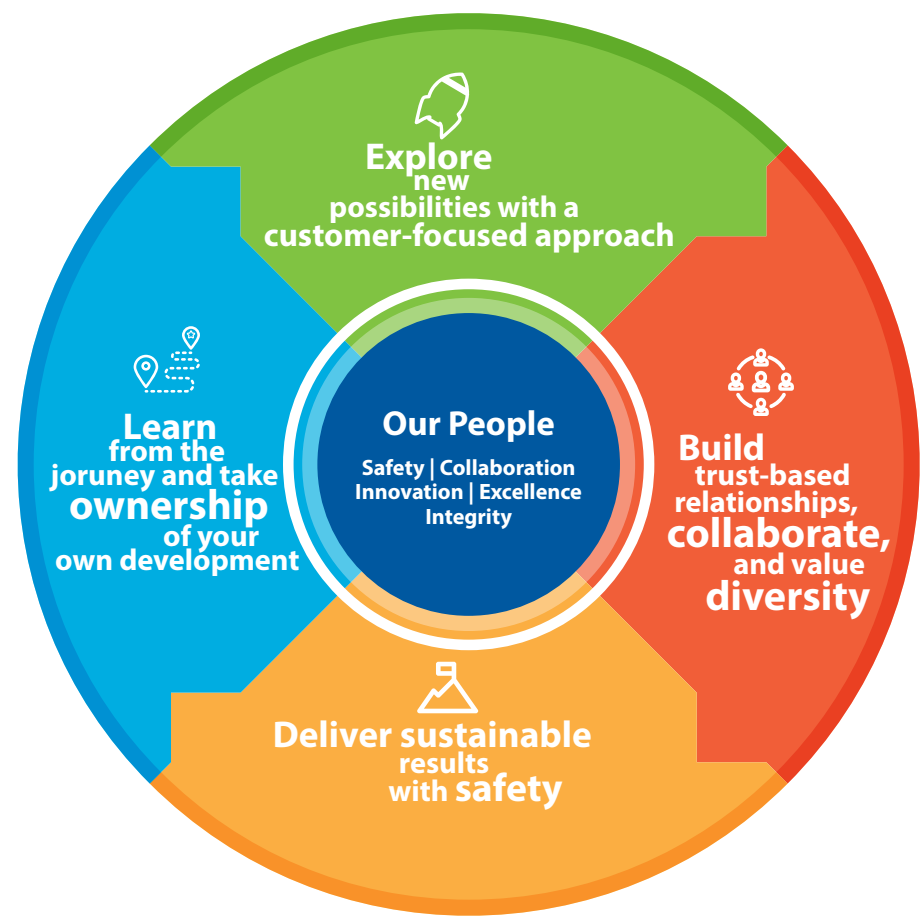 Explore
new
possibilities with a
customer-focused approach
Learn
from the
joruney and take
ownership
of your
own development
Our People
Safety | Collaboration
Innovation | Excellence
Integrity
Build
trust-based
relationships,
collaborate,
and value
diversity
Deliver sustainable
results
with safety